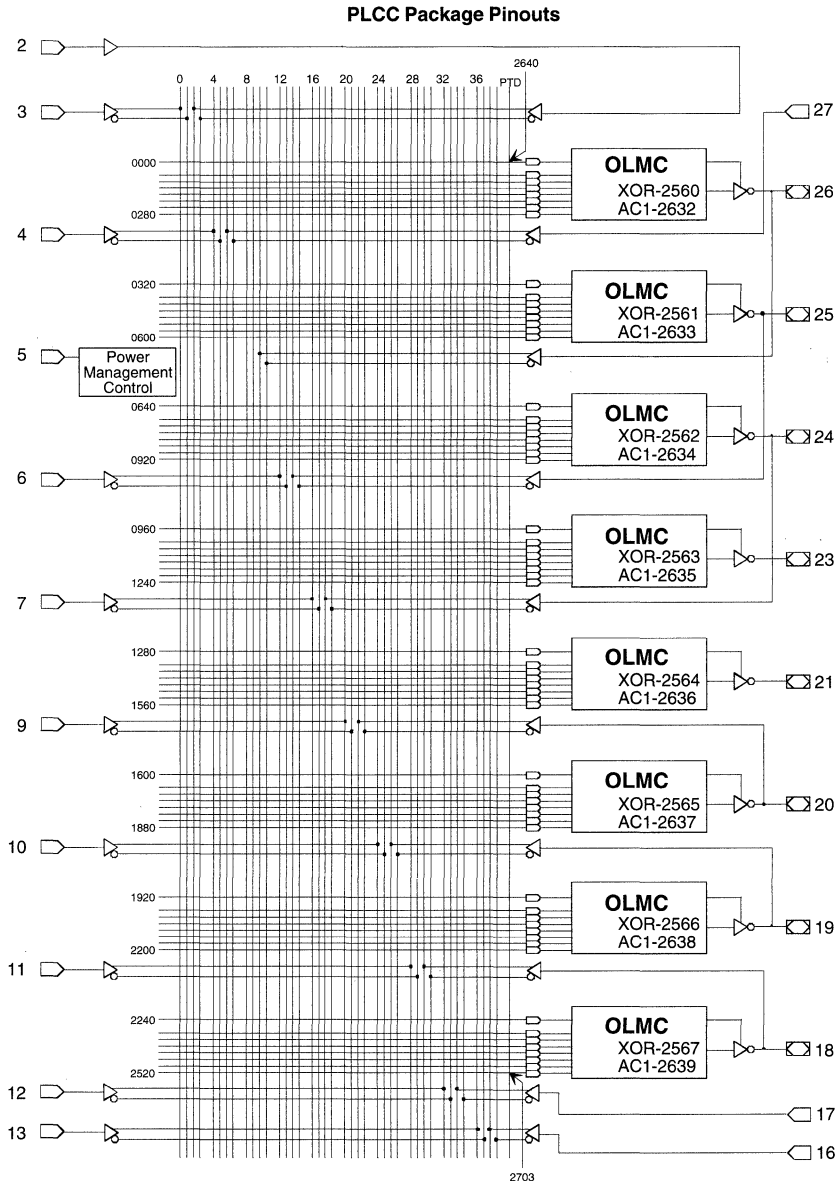 PLCC Package Pinouts
2
2640
0 4 8 12 16 20 24 28 32 36 PTD
3
27
0000
OLMC
XOR-2560
AC1-2632
26
0280
4
0320
OLMC
XOR-2561
AC1-2633
25
0600
5
Power
Management
Control
0640
OLMC
XOR-2562
AC1-2634
24
0920
6
0960
OLMC
XOR-2563
AC1-2635
23
1240
7
1280
OLMC
XOR-2564
AC1-2636
21
1560
9
1600
OLMC
XOR-2565
AC1-2637
20
1880
10
1920
OLMC
XOR-2566
AC1-2638
19
2200
11
2240
OLMC
XOR-2567
AC1-2639
18
2520
12
17
13
16
2703